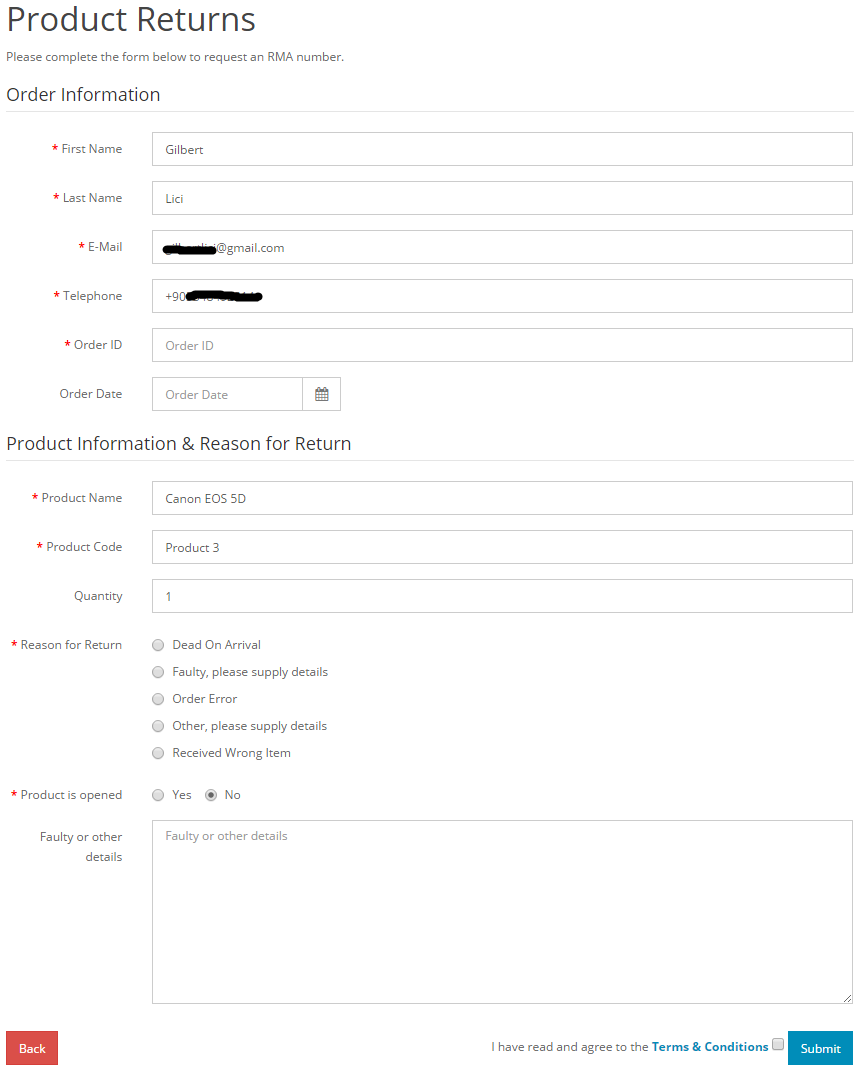 Product Returns
Please complete the form below to request an RMA number.
Order Information
* First Name Gilbert
* Last Name Lici
* E-Mail @gmail.com
* Telephone +90
* Order ID Order ID
Order Date Order Date
Product Information & Reason for Return
* Product Name Canon EOS 5D
* Product Code Product 3
Quantity 1
* Reason for Return Dead On Arrival
Faulty, please supply details
Order Error
Other, please supply details
Received Wrong Item
* Product is opened Yes No
Faulty or other Faulty or other details
details
Back I have read and agree to the Terms & Conditions Submit